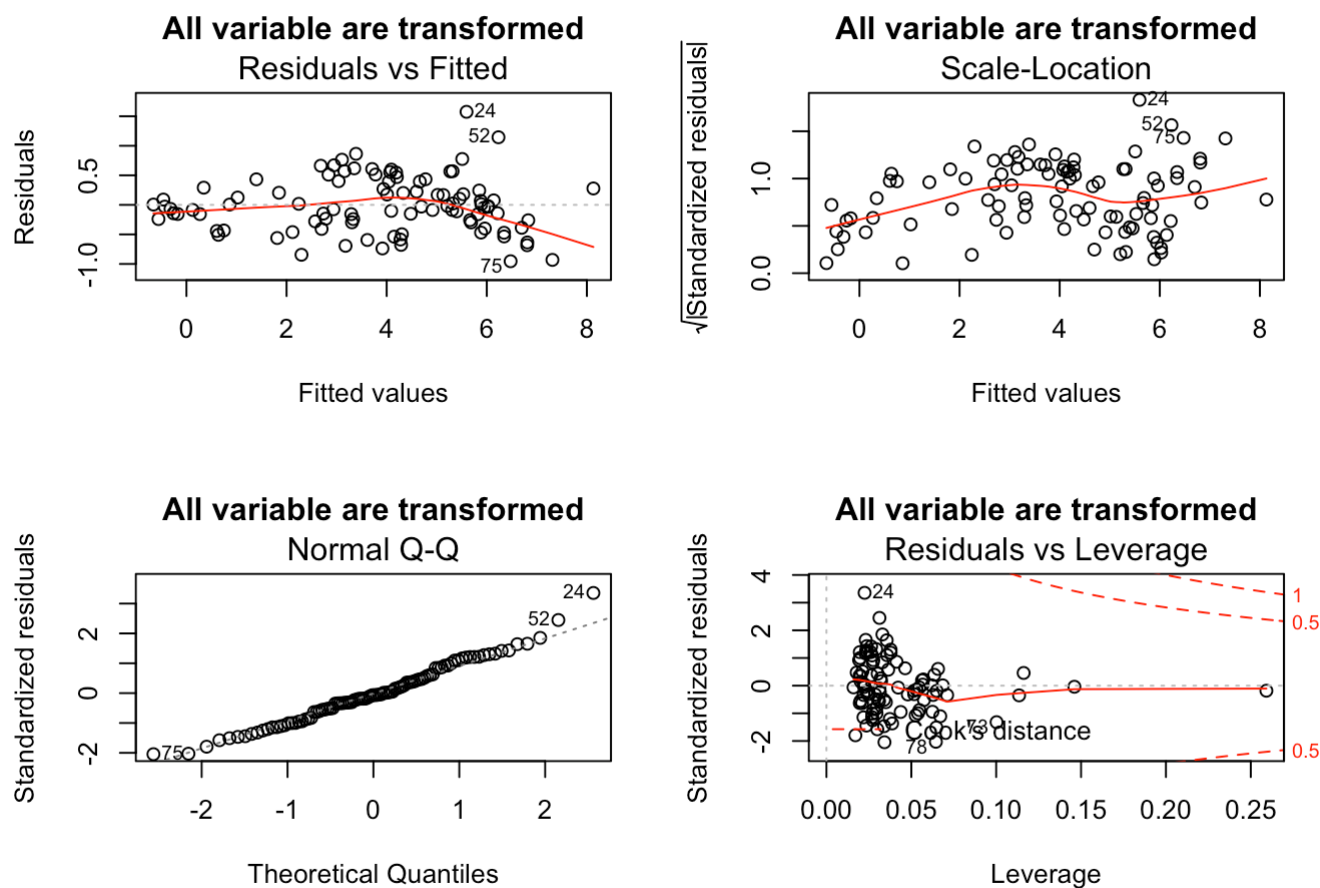 All variable are transformed
Residuals vs Fitted
Residuals
0.5
-1.0
24
52
75
0 2 4 6 8
Fitted values
All variable are transformed
Scale-Location
√|Standardized residuals|
1.0
0.0
24
52
75
0 2 4 6 8
Fitted values
All variable are transformed
Normal Q-Q
Standardized residuals
2
0
-2
24
52
75
-2 -1 0 1 2
Theoretical Quantiles
All variable are transformed
Residuals vs Leverage
Standardized residuals
4
2
0
-2
24
1
0.5
73
Cook's distance
78
0.5
0.00 0.05 0.10 0.15 0.20 0.25
Leverage